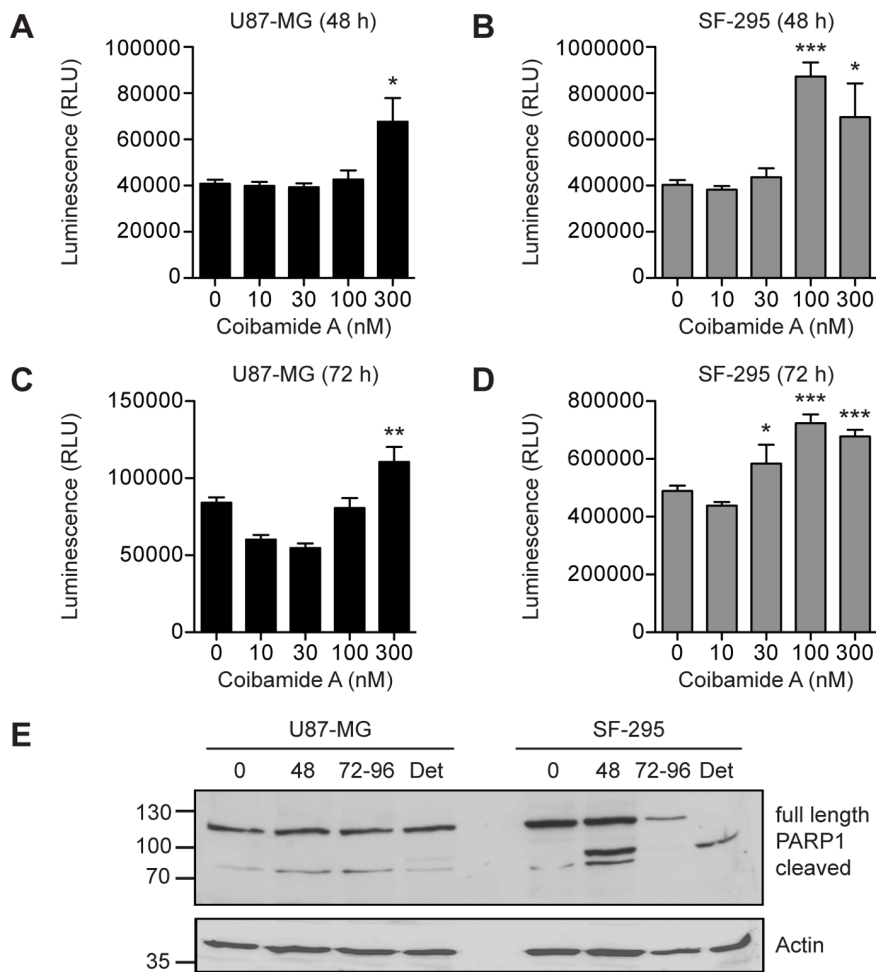 A
U87-MG (48 h)
Luminescence (RLU)
100000
80000
60000
40000
20000
0
*
0 10 30 100 300
Coibamide A (nM)
B
SF-295 (48 h)
Luminescence (RLU)
1000000
800000
600000
400000
200000
0
*** *
0 10 30 100 300
Coibamide A (nM)
C
U87-MG (72 h)
Luminescence (RLU)
150000
100000
50000
0
**
0 10 30 100 300
Coibamide A (nM)
D
SF-295 (72 h)
Luminescence (RLU)
800000
600000
400000
200000
0
* *** ***
0 10 30 100 300
Coibamide A (nM)
E
U87-MG SF-295
0 48 72-96 Det 0 48 72-96 Det
130
100
70
full length
PARP1
cleaved
35
Actin